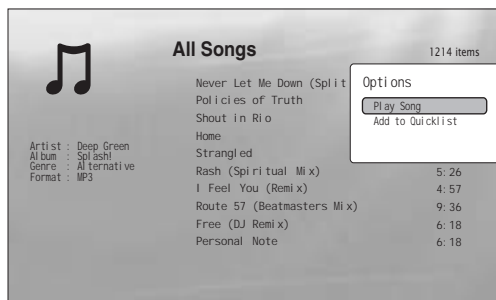 All Songs
1214 items
Never Let Me Down (Split
Policies of Truth
Shout in Rio
Home
Strangled
Rash (Spiritual Mix) 5:26
I Feel You (Remix) 4:57
Route 57 (Beatmasters Mix) 9:36
Free (DJ Remix) 6:18
Personal Note 6:18
Options
Play Song
Add to Quicklist
Artist : Deep Green
Album : Splash!
Genre : Alternative
Format : MP3